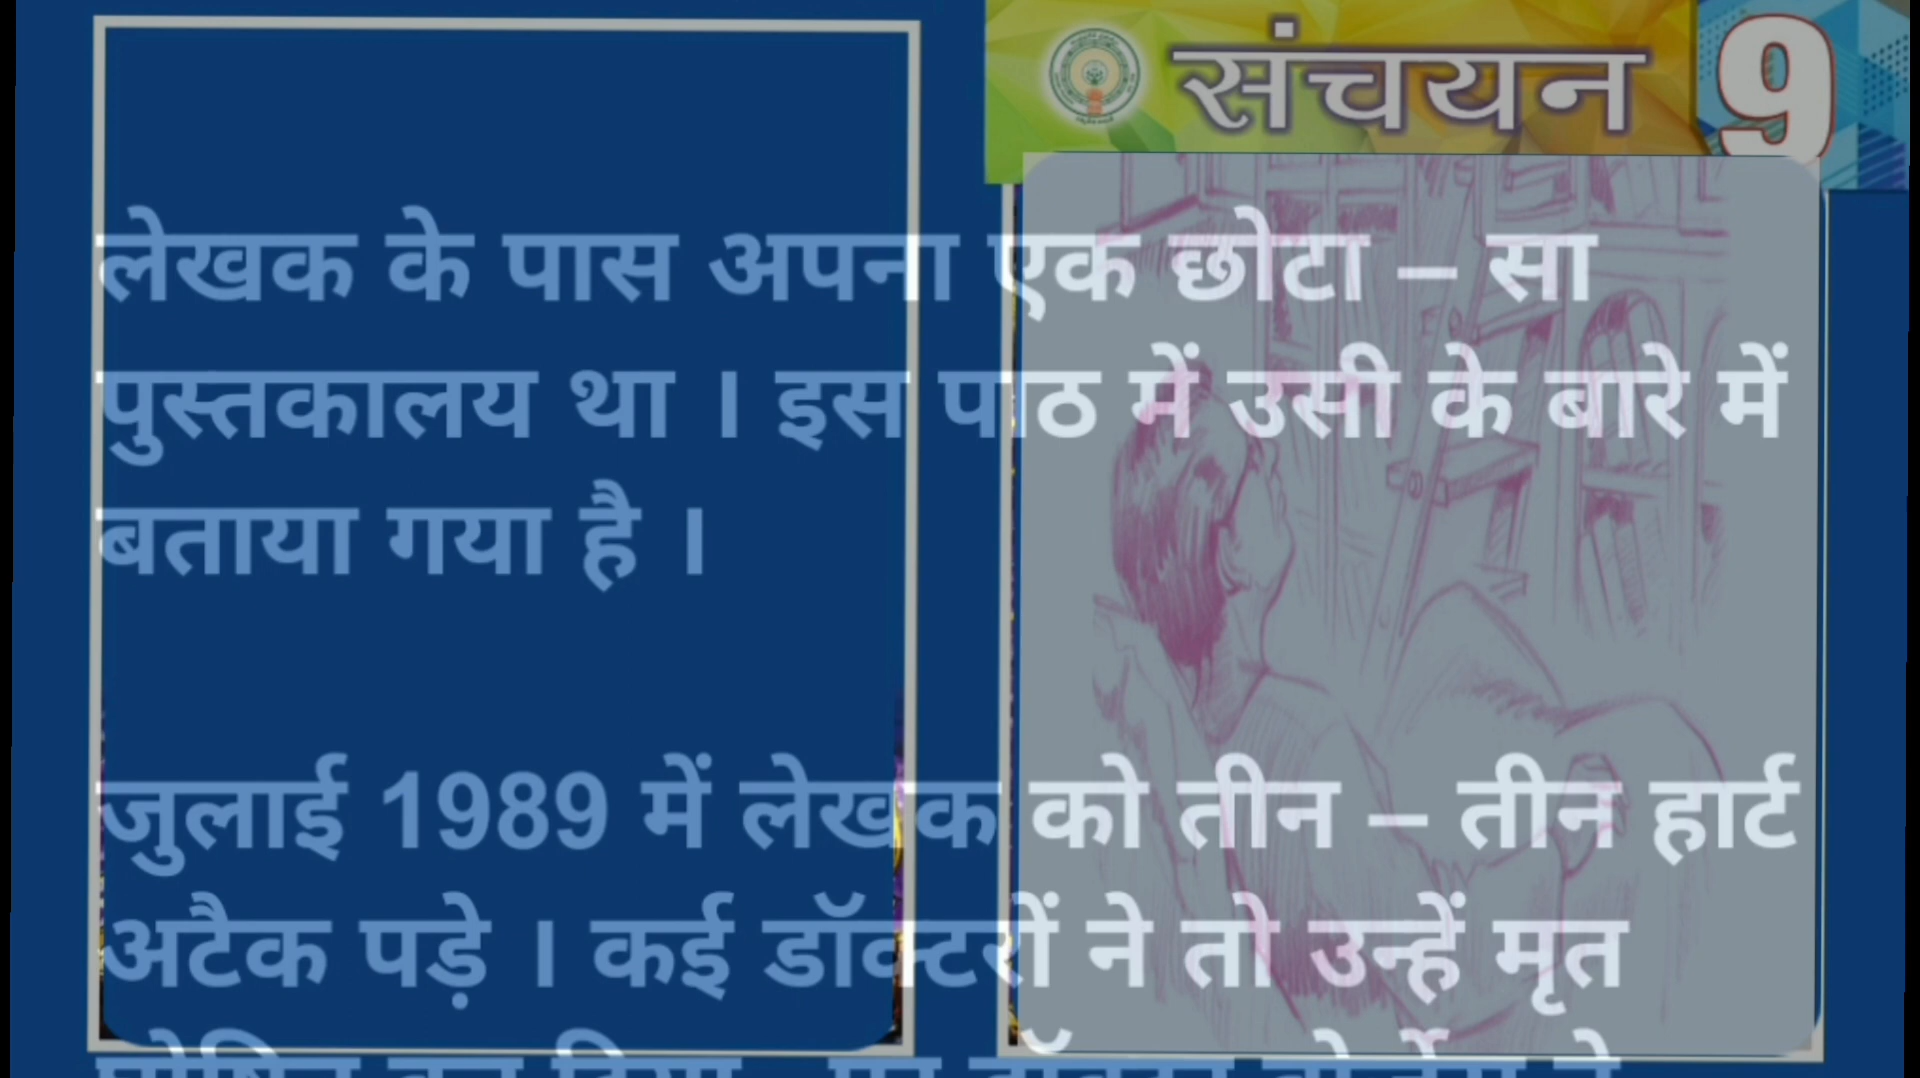 संचयन 9
लेखक के पास अपना एक छोटा – सा
पुस्तकालय था । इस पाठ में उसी के बारे में
बताया गया है ।
जुलाई 1989 में लेखक को तीन – तीन हार्ट
अटैक पड़े । कई डॉक्टरों ने तो उन्हें मृत